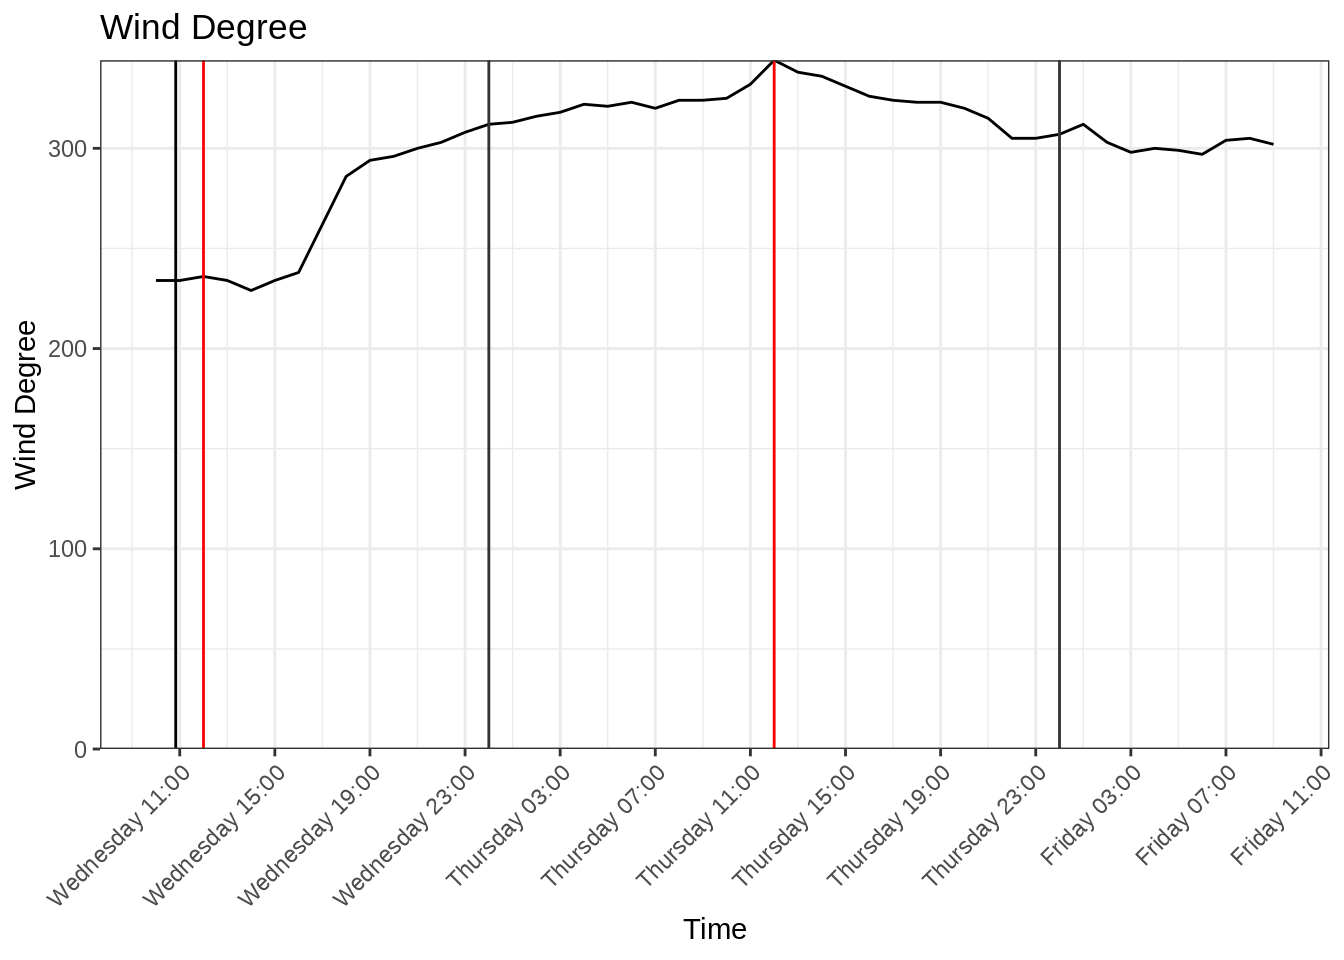 Wind Degree
Wind Degree
300
200
100
0
Wednesday 11:00
Wednesday 15:00
Wednesday 19:00
Wednesday 23:00
Thursday 03:00
Thursday 07:00
Thursday 11:00
Thursday 15:00
Thursday 19:00
Thursday 23:00
Friday 03:00
Friday 07:00
Friday 11:00
Time